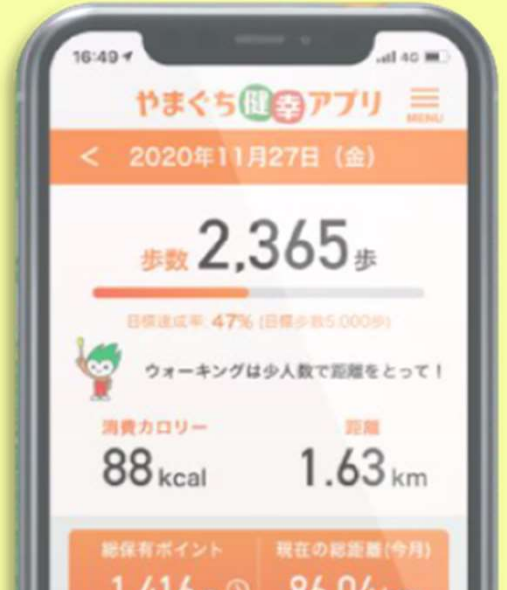 16:49
4G
やまぐち健幸アプリ
MENU
< 2020年11月27日（金）
歩数 2,365 歩
目標達成率 47% (目標歩数5,000歩)
ウォーキングは少人数で距離をとって！
消費カロリー 距離
88 kcal 1.63 km
総保有ポイント 現在の総距離(今月)
1,416 86.04